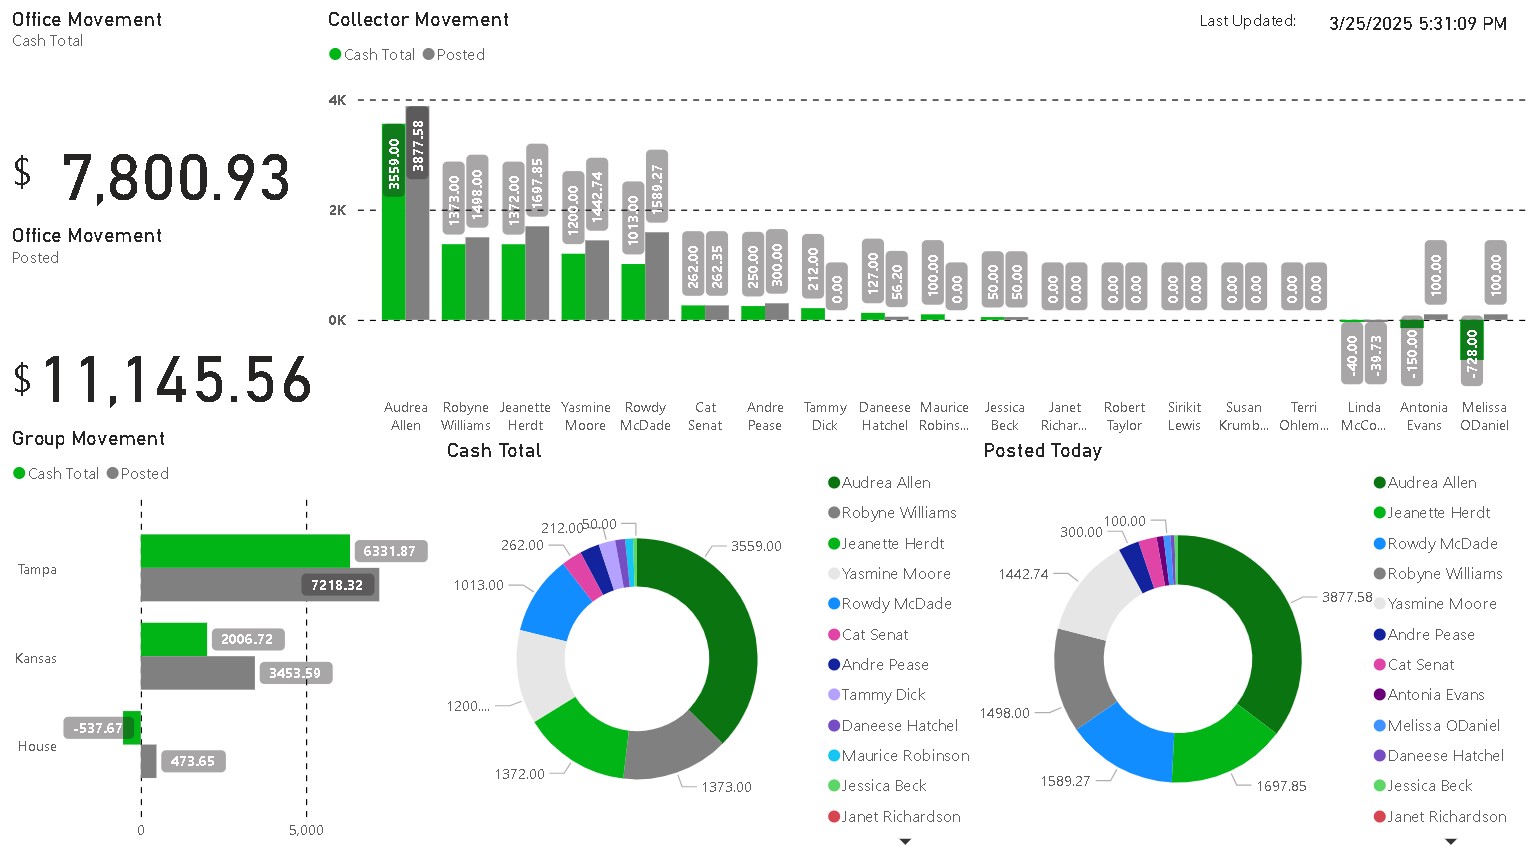 Office Movement
Cash Total
$ 7,800.93
Office Movement
Posted
$ 11,145.56
Collector Movement
Cash Total Posted
Last Updated: 3/25/2025 5:31:09 PM
4K
2K
0K
3559.00 3877.58
1373.00 1498.00
1372.00 1697.85
1200.00 1442.74
1013.00 1589.27
262.00 262.35
250.00 300.00
212.00 0.00
127.00 56.20
100.00 0.00
50.00 50.00
0.00 0.00
0.00 0.00
0.00 0.00
0.00 0.00
0.00 0.00
-40.00 -39.73
-150.00 100.00
-728.00 100.00
Audrea Allen
Robyne Williams
Jeanette Herdt
Yasmine Moore
Rowdy McDade
Cat Senat
Andre Pease
Tammy Dick
Daneese Hatchel
Maurice Robins...
Jessica Beck
Janet Richar...
Robert Taylor
Sirikit Lewis
Susan Krumb...
Terri Ohlem...
Linda McCo...
Antonia Evans
Melissa ODaniel
Group Movement
Cash Total Posted
Tampa
6331.87
7218.32
Kansas
2006.72
3453.59
House
-537.67
473.65
0 5,000
Cash Total
3559.00
1373.00
1372.00
1200....
1013.00
262.00
212.00
50.00
Audrea Allen
Robyne Williams
Jeanette Herdt
Yasmine Moore
Rowdy McDade
Cat Senat
Andre Pease
Tammy Dick
Daneese Hatchel
Maurice Robinson
Jessica Beck
Janet Richardson
Posted Today
3877.58
1697.85
1589.27
1498.00
1442.74
300.00
100.00
Audrea Allen
Jeanette Herdt
Rowdy McDade
Robyne Williams
Yasmine Moore
Andre Pease
Cat Senat
Antonia Evans
Melissa ODaniel
Daneese Hatchel
Jessica Beck
Janet Richardson